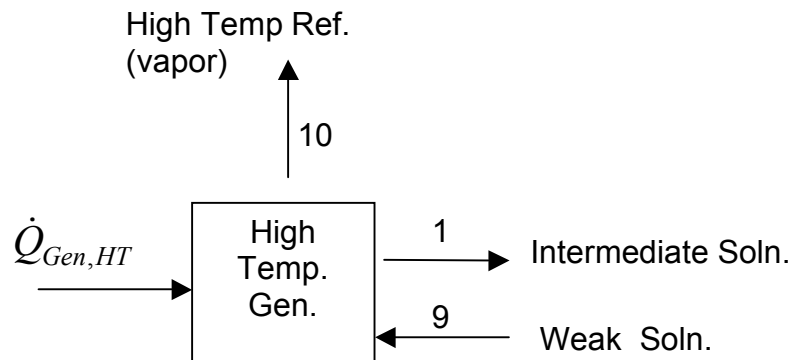 High Temp Ref.
(vapor)
10
Q̇Gen,HT
High
Temp.
Gen.
1
Intermediate Soln.
9
Weak Soln.